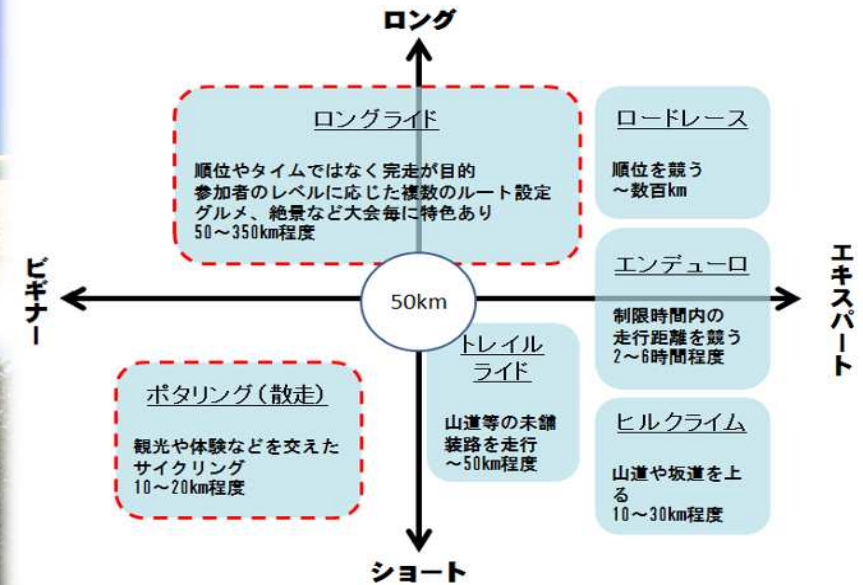 ロング
ロングライド
順位やタイムではなく完走が目的
参加者のレベルに応じた複数のルート設定
グルメ、絶景など大会毎に特色あり
50～350km程度
ロードレース
順位を競う
～数百km
ビギナー
50km
エンデューロ
制限時間内の
走行距離を競う
2～6時間程度
エキスパート
ポタリング(散走)
観光や体験などを交えた
サイクリング
10～20km程度
トレイル
ライド
山道等の未舗
装路を走行
～50km程度
ヒルクライム
山道や坂道を上
る
10～30km程度
ショート